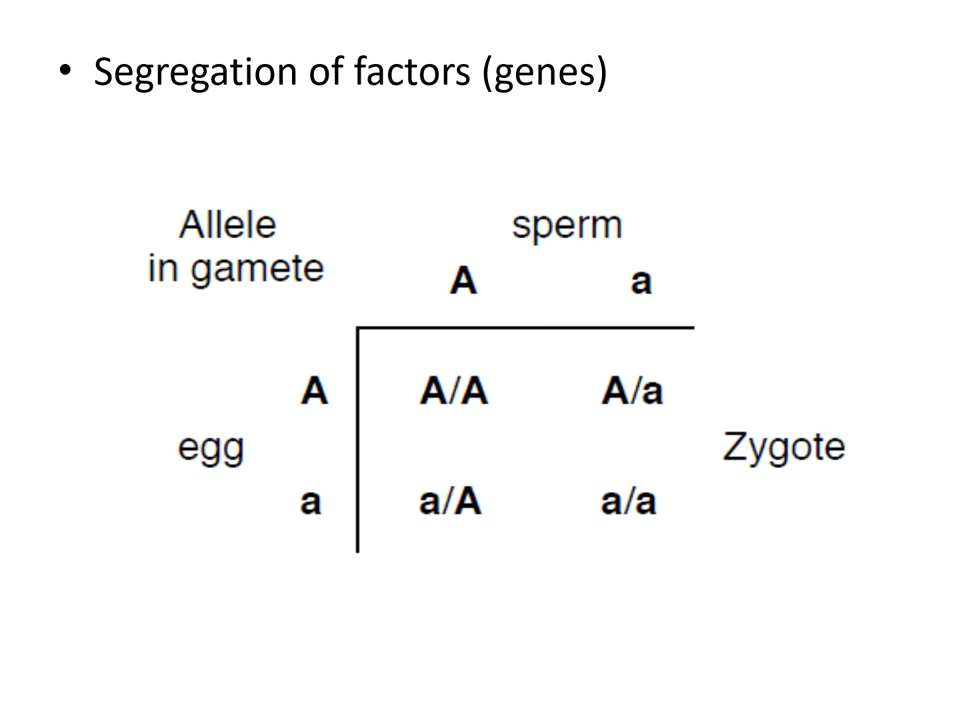 • Segregation of factors (genes)
Allele
in gamete
sperm
A a
A A/A A/a
egg
Zygote
a a/A a/a